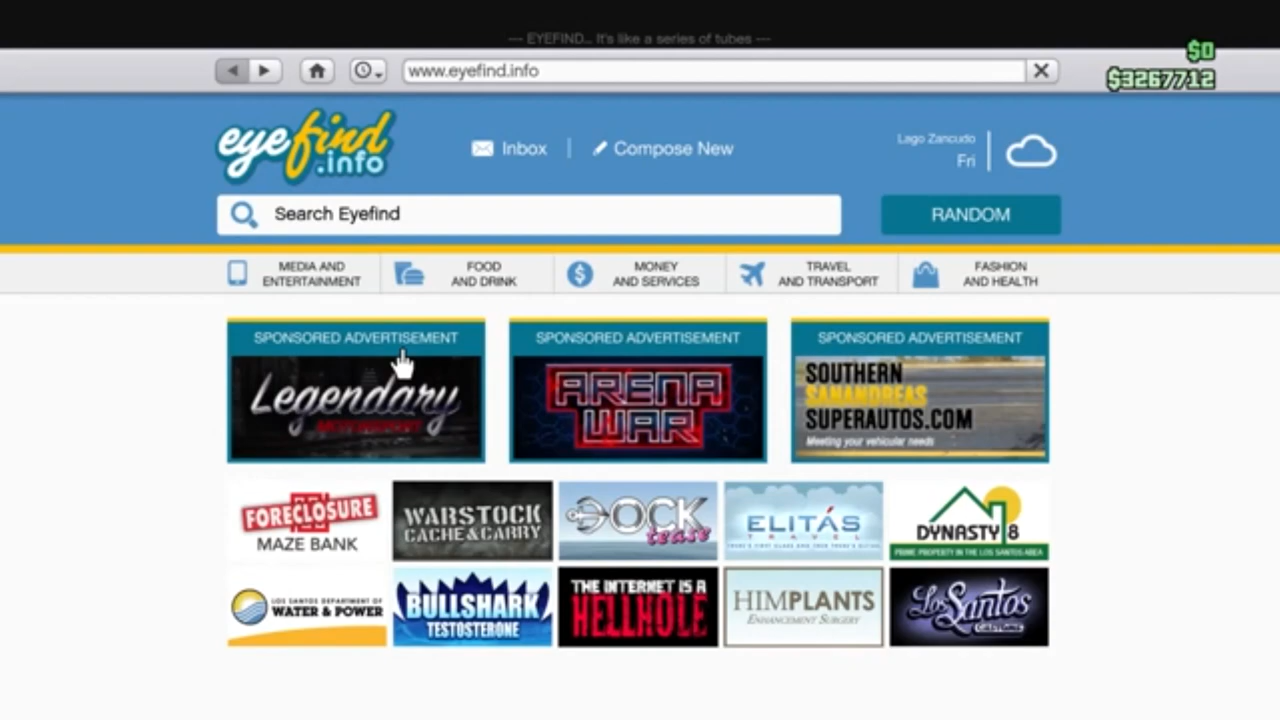 --- EYEFIND... It's like a series of tubes ---
$0
www.eyefind.info
$3267712
eyefind
.info
Inbox
Compose New
Lago Zancudo
Fri
Search Eyefind
RANDOM
MEDIA AND
ENTERTAINMENT
FOOD
AND DRINK
MONEY
AND SERVICES
TRAVEL
AND TRANSPORT
FASHION
AND HEALTH
SPONSORED ADVERTISEMENT
SPONSORED ADVERTISEMENT
SPONSORED ADVERTISEMENT
Legendary
MOTORSPORT
ARENA
WAR
SOUTHERN
SANANDREAS
SUPERAUTOS.COM
Meeting your vehicular needs
FORECLOSURE
MAZE BANK
WARSTOCK
CACHE & CARRY
DOCK
tease
ELITÁS
TRAVEL
DYNASTY 8
PRIME PROPERTY IN THE LOS SANTOS AREA
LOS SANTOS DEPARTMENT OF
WATER & POWER
BULLSHARK
TESTOSTERONE
THE INTERNET IS A
HELLHOLE
HIMPLANTS
ENHANCEMENT SURGERY
Los Santos
CUSTOMS